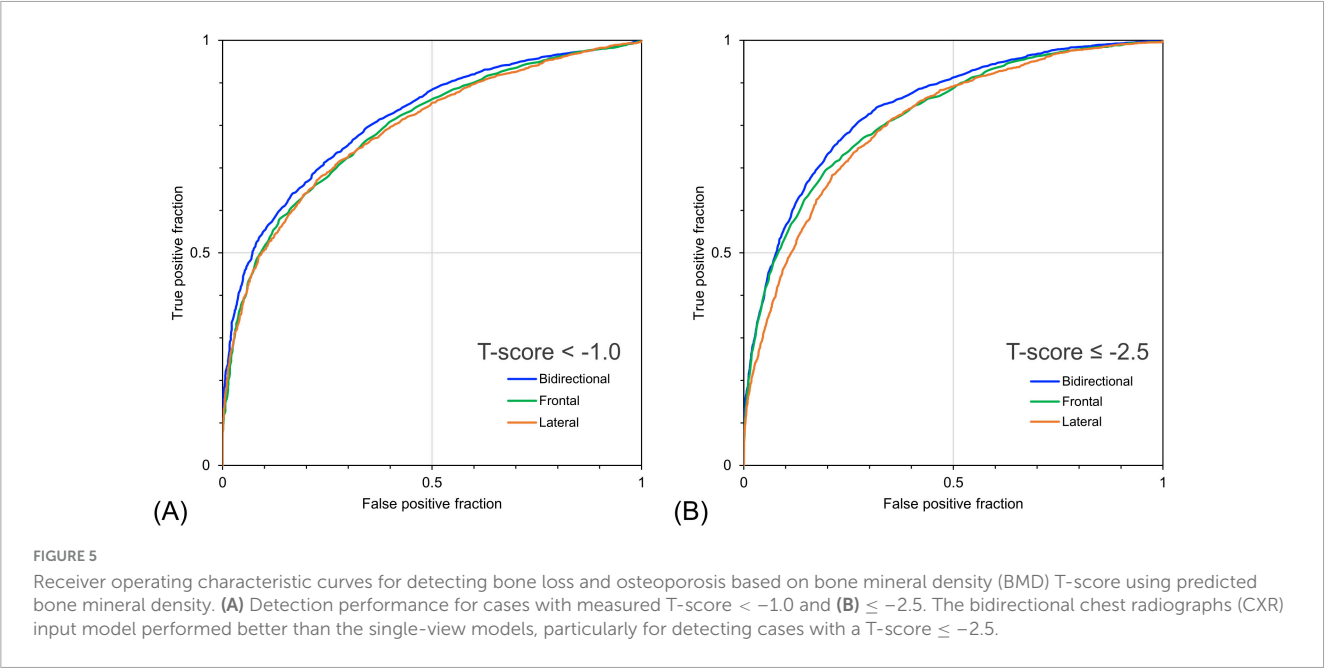 1
0.5
0
0
0.5
1
True positive fraction
False positive fraction
T-score < -1.0
Bidirectional
Frontal
Lateral
(A)
1
0.5
0
0
0.5
1
True positive fraction
False positive fraction
T-score ≤ -2.5
Bidirectional
Frontal
Lateral
(B)
FIGURE 5
Receiver operating characteristic curves for detecting bone loss and osteoporosis based on bone mineral density (BMD) T-score using predicted
bone mineral density. (A) Detection performance for cases with measured T-score < −1.0 and (B) ≤ −2.5. The bidirectional chest radiographs (CXR)
input model performed better than the single-view models, particularly for detecting cases with a T-score ≤ −2.5.